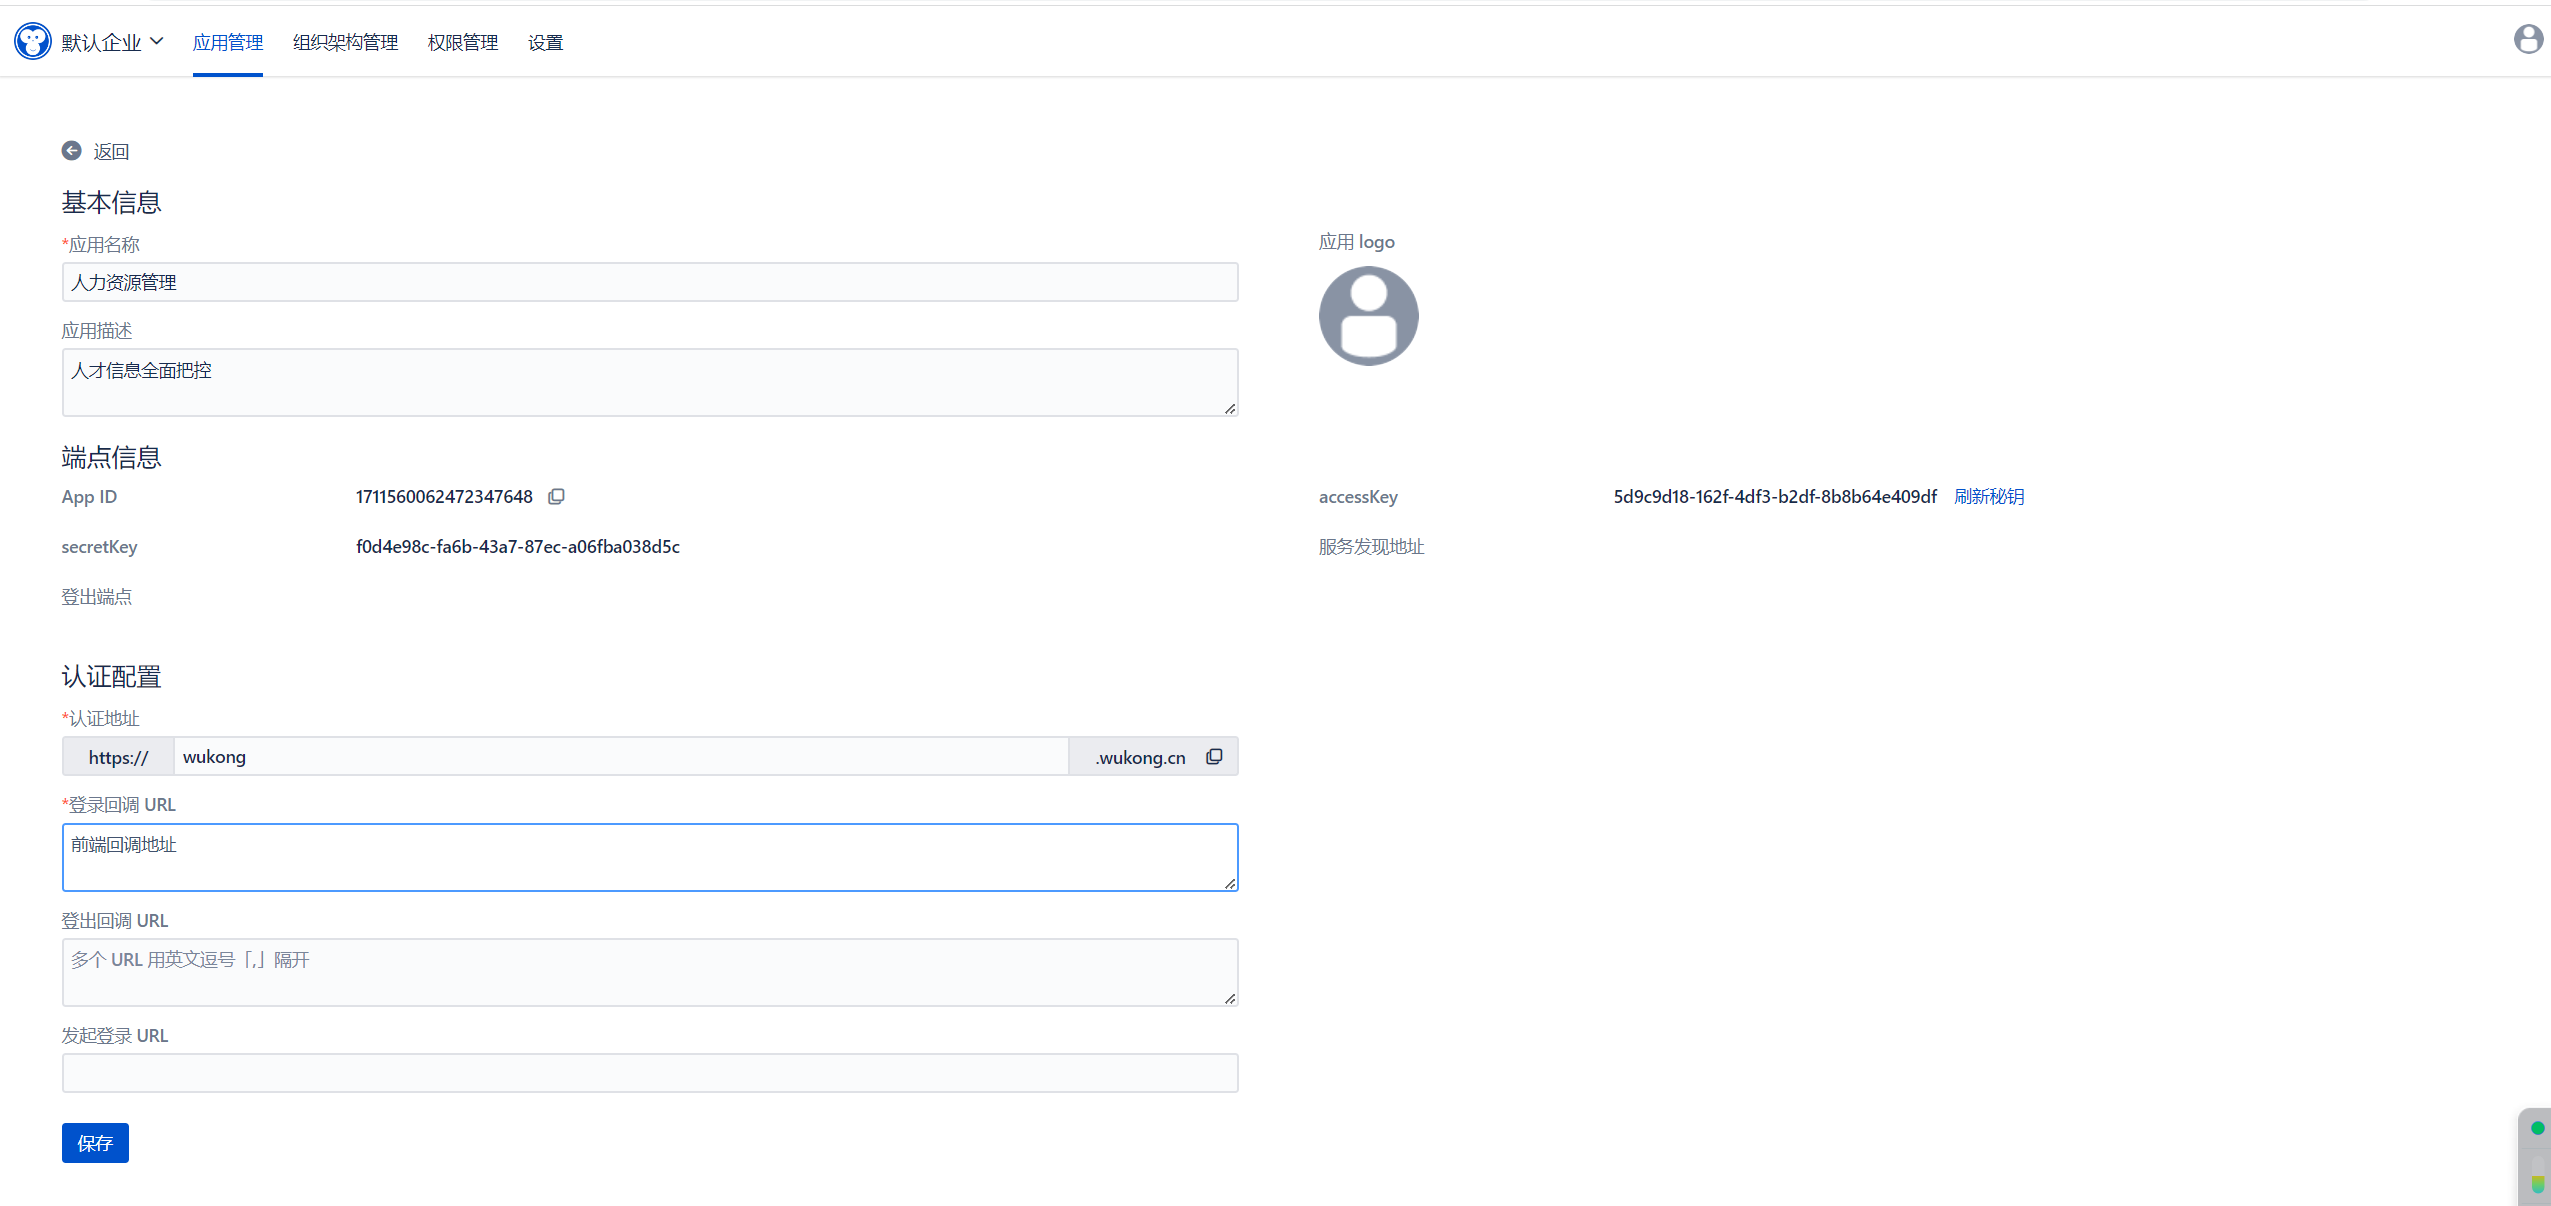 默认企业 应用管理 组织架构管理 权限管理 设置
返回
基本信息
*应用名称
应用 logo
人力资源管理
应用描述
人才信息全面把控
端点信息
App ID 1711560062472347648 accessKey 5d9c9d18-162f-4df3-b2df-8b8b64e409df 刷新秘钥
secretKey f0d4e98c-fa6b-43a7-87ec-a06fba038d5c 服务发现地址
登出端点
认证配置
*认证地址
https:// wukong .wukong.cn
*登录回调 URL
前端回调地址
登出回调 URL
多个 URL 用英文逗号「,」隔开
发起登录 URL
保存